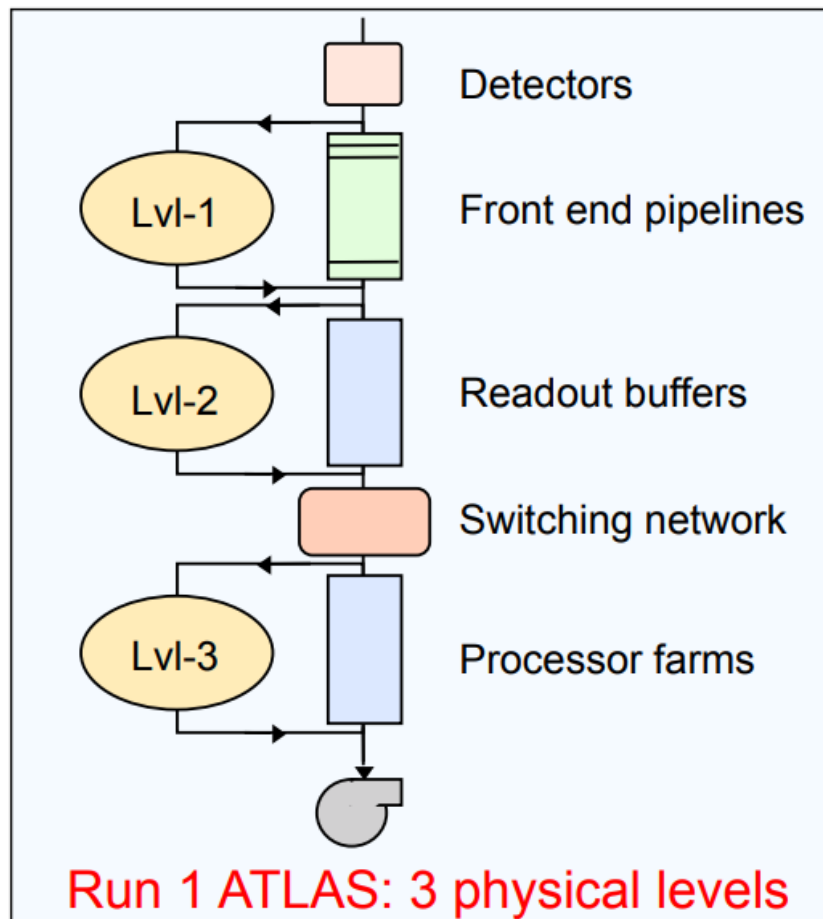 Detectors
Lvl-1
Front end pipelines
Lvl-2
Readout buffers
Switching network
Lvl-3
Processor farms
Run 1 ATLAS: 3 physical levels